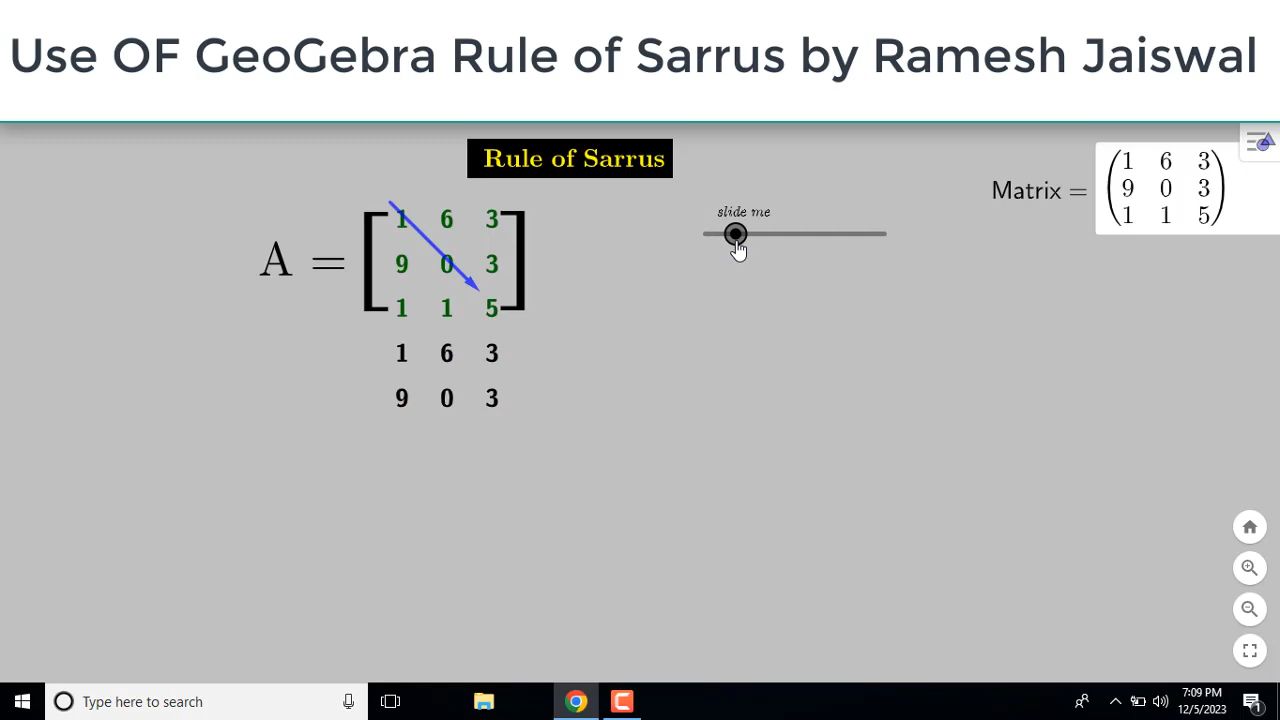 Use OF GeoGebra Rule of Sarrus by Ramesh Jaiswal
Rule of Sarrus
A =
1 6 3
9 0 3
1 1 5
1 6 3
9 0 3
slide me
Matrix =
1 6 3
9 0 3
1 1 5
Type here to search
7:09 PM
12/5/2023
1